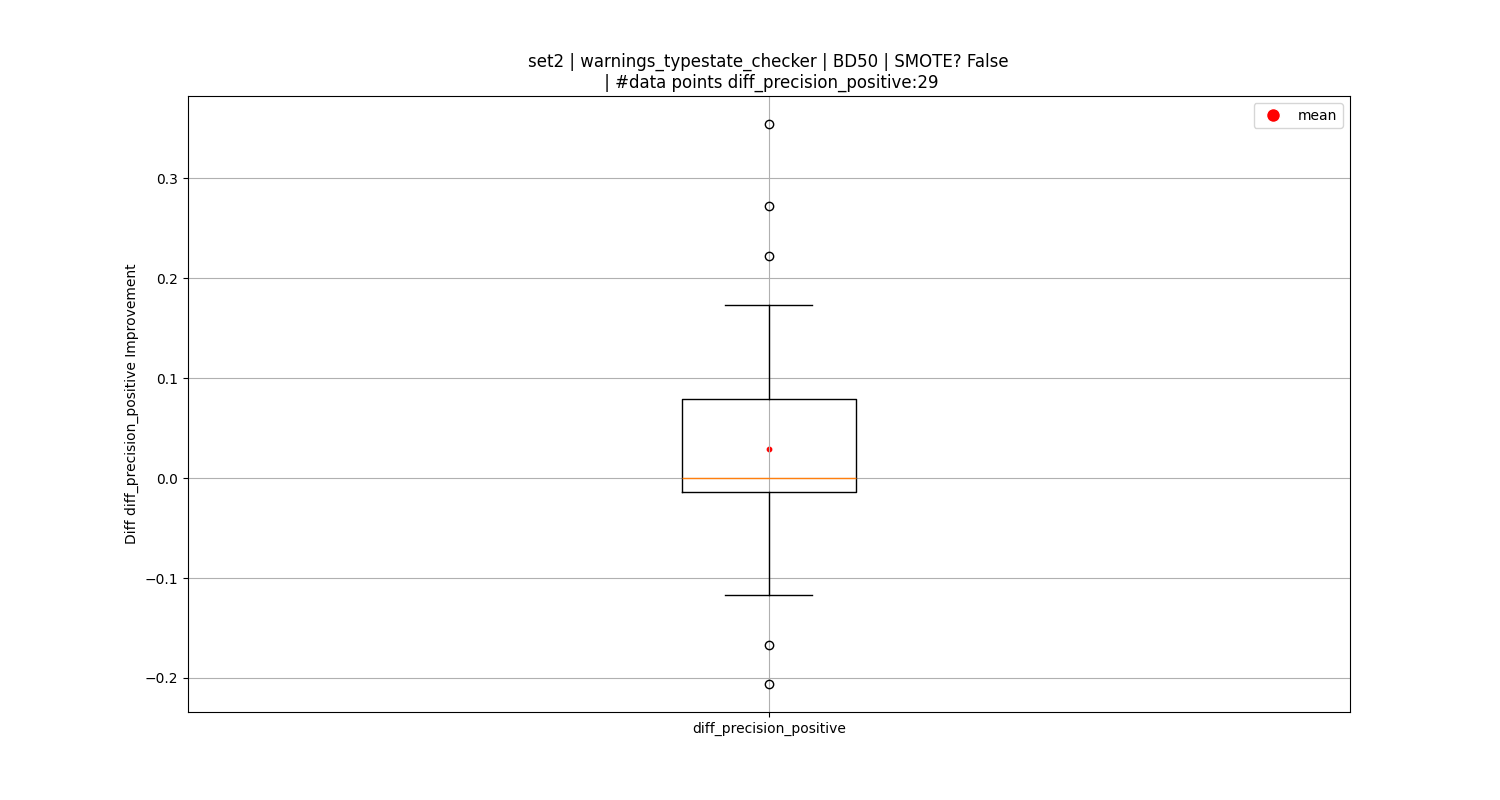 set2 | warnings_typestate_checker | BD50 | SMOTE? False
| #data points diff_precision_positive:29
mean
0.3
0.2
0.1
0.0
−0.1
−0.2
Diff diff_precision_positive Improvement
diff_precision_positive